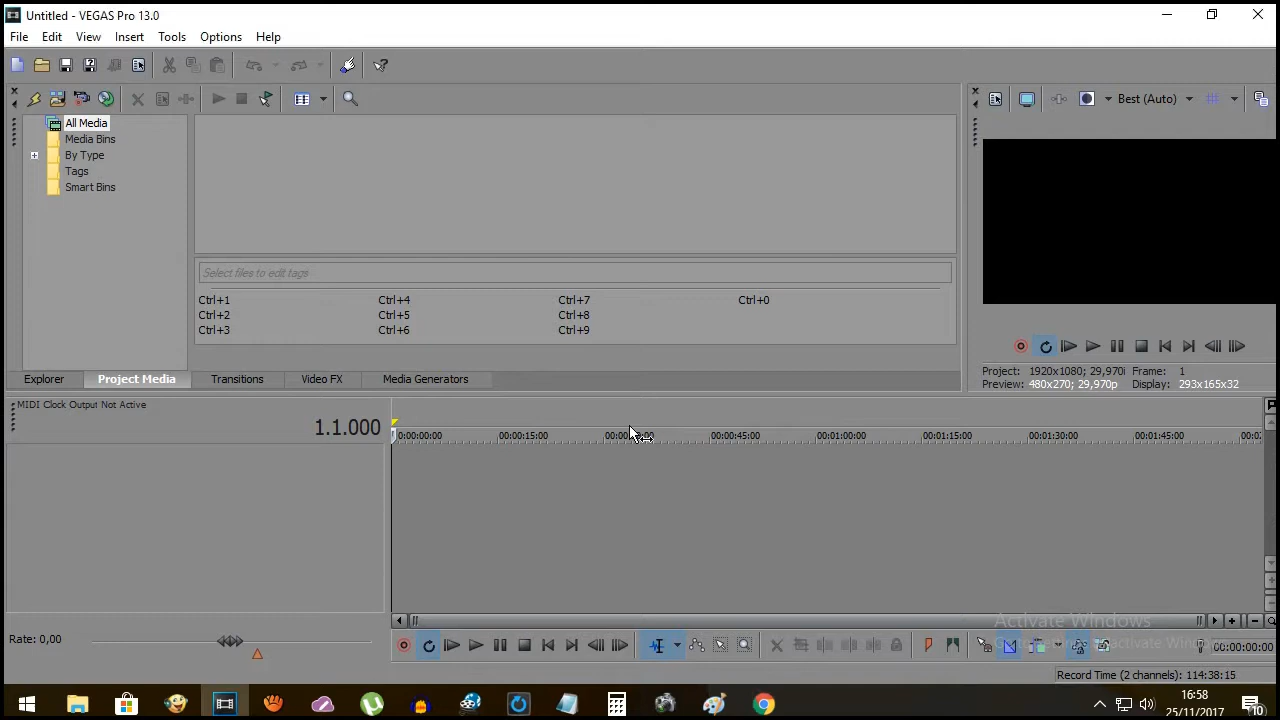 Untitled - VEGAS Pro 13.0
File Edit View Insert Tools Options Help
Best (Auto)
All Media
Media Bins
By Type
Tags
Smart Bins
Select files to edit tags
Ctrl+1 Ctrl+4 Ctrl+7 Ctrl+0
Ctrl+2 Ctrl+5 Ctrl+8
Ctrl+3 Ctrl+6 Ctrl+9
Explorer Project Media Transitions Video FX Media Generators
Project: 1920x1080; 29,970i Frame: 1
Preview: 480x270; 29,970p Display: 293x165x32
MIDI Clock Output Not Active
1.1.000
0:00:00:00 00:00:15:00 00:01:00:00 00:00:45:00 00:01:15:00 00:01:30:00 00:01:45:00
Activate Windows
Rate: 0,00
00:00:00:00
Record Time (2 channels): 114:38:15
16:58
25/11/2017
10